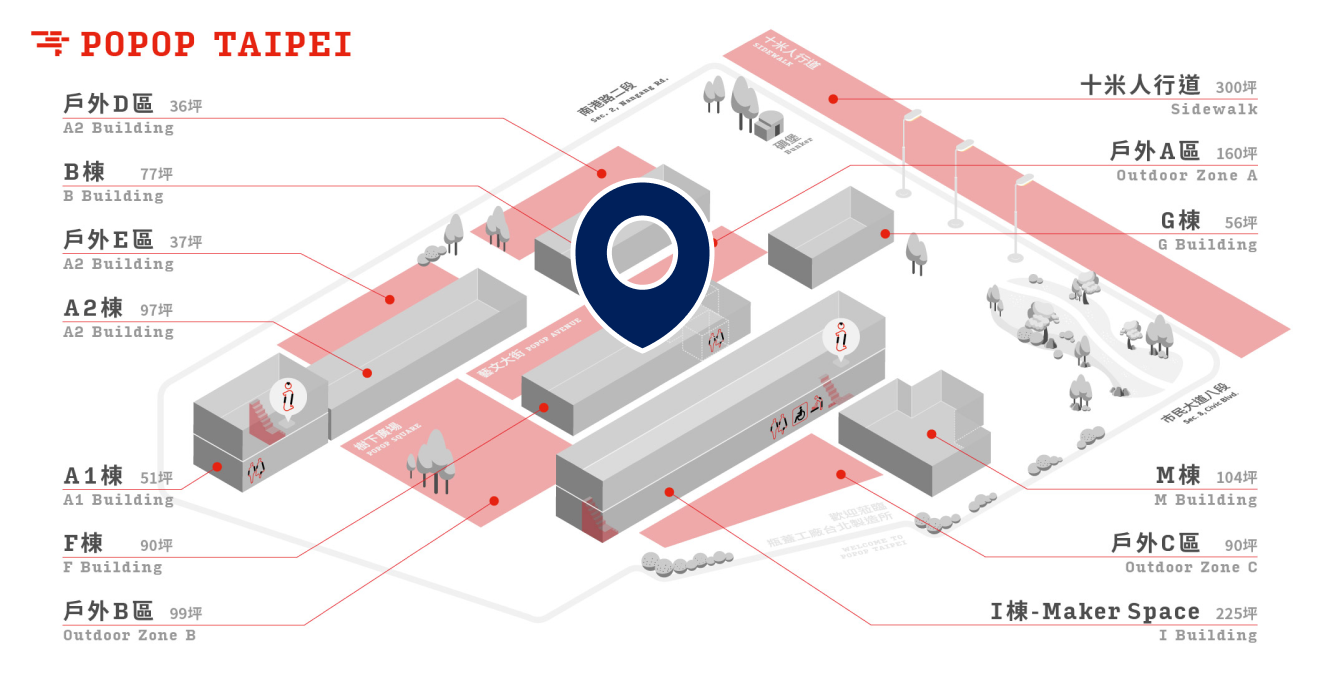 POPOP TAIPEI
戶外D區 36坪
A2 Building
B棟 77坪
B Building
戶外E區 37坪
A2 Building
A2棟 97坪
A2 Building
A1棟 51坪
A1 Building
F棟 90坪
F Building
戶外B區 99坪
Outdoor Zone B
南港路二段
Sec. 2, Nangang Rd.
十米人行道
SIDEWALK
碉堡
Bunker
藝文大街 POPOP AVENUE
樹下廣場
POPOP SQUARE
市民大道八段
Sec. 8, Civic Blvd.
歡迎蒞臨
瓶蓋工廠台北製造所
WELCOME TO
POPOP TAIPEI
十米人行道 300坪
Sidewalk
戶外A區 160坪
Outdoor Zone A
G棟 56坪
G Building
M棟 104坪
M Building
戶外C區 90坪
Outdoor Zone C
I棟-Maker Space 225坪
I Building